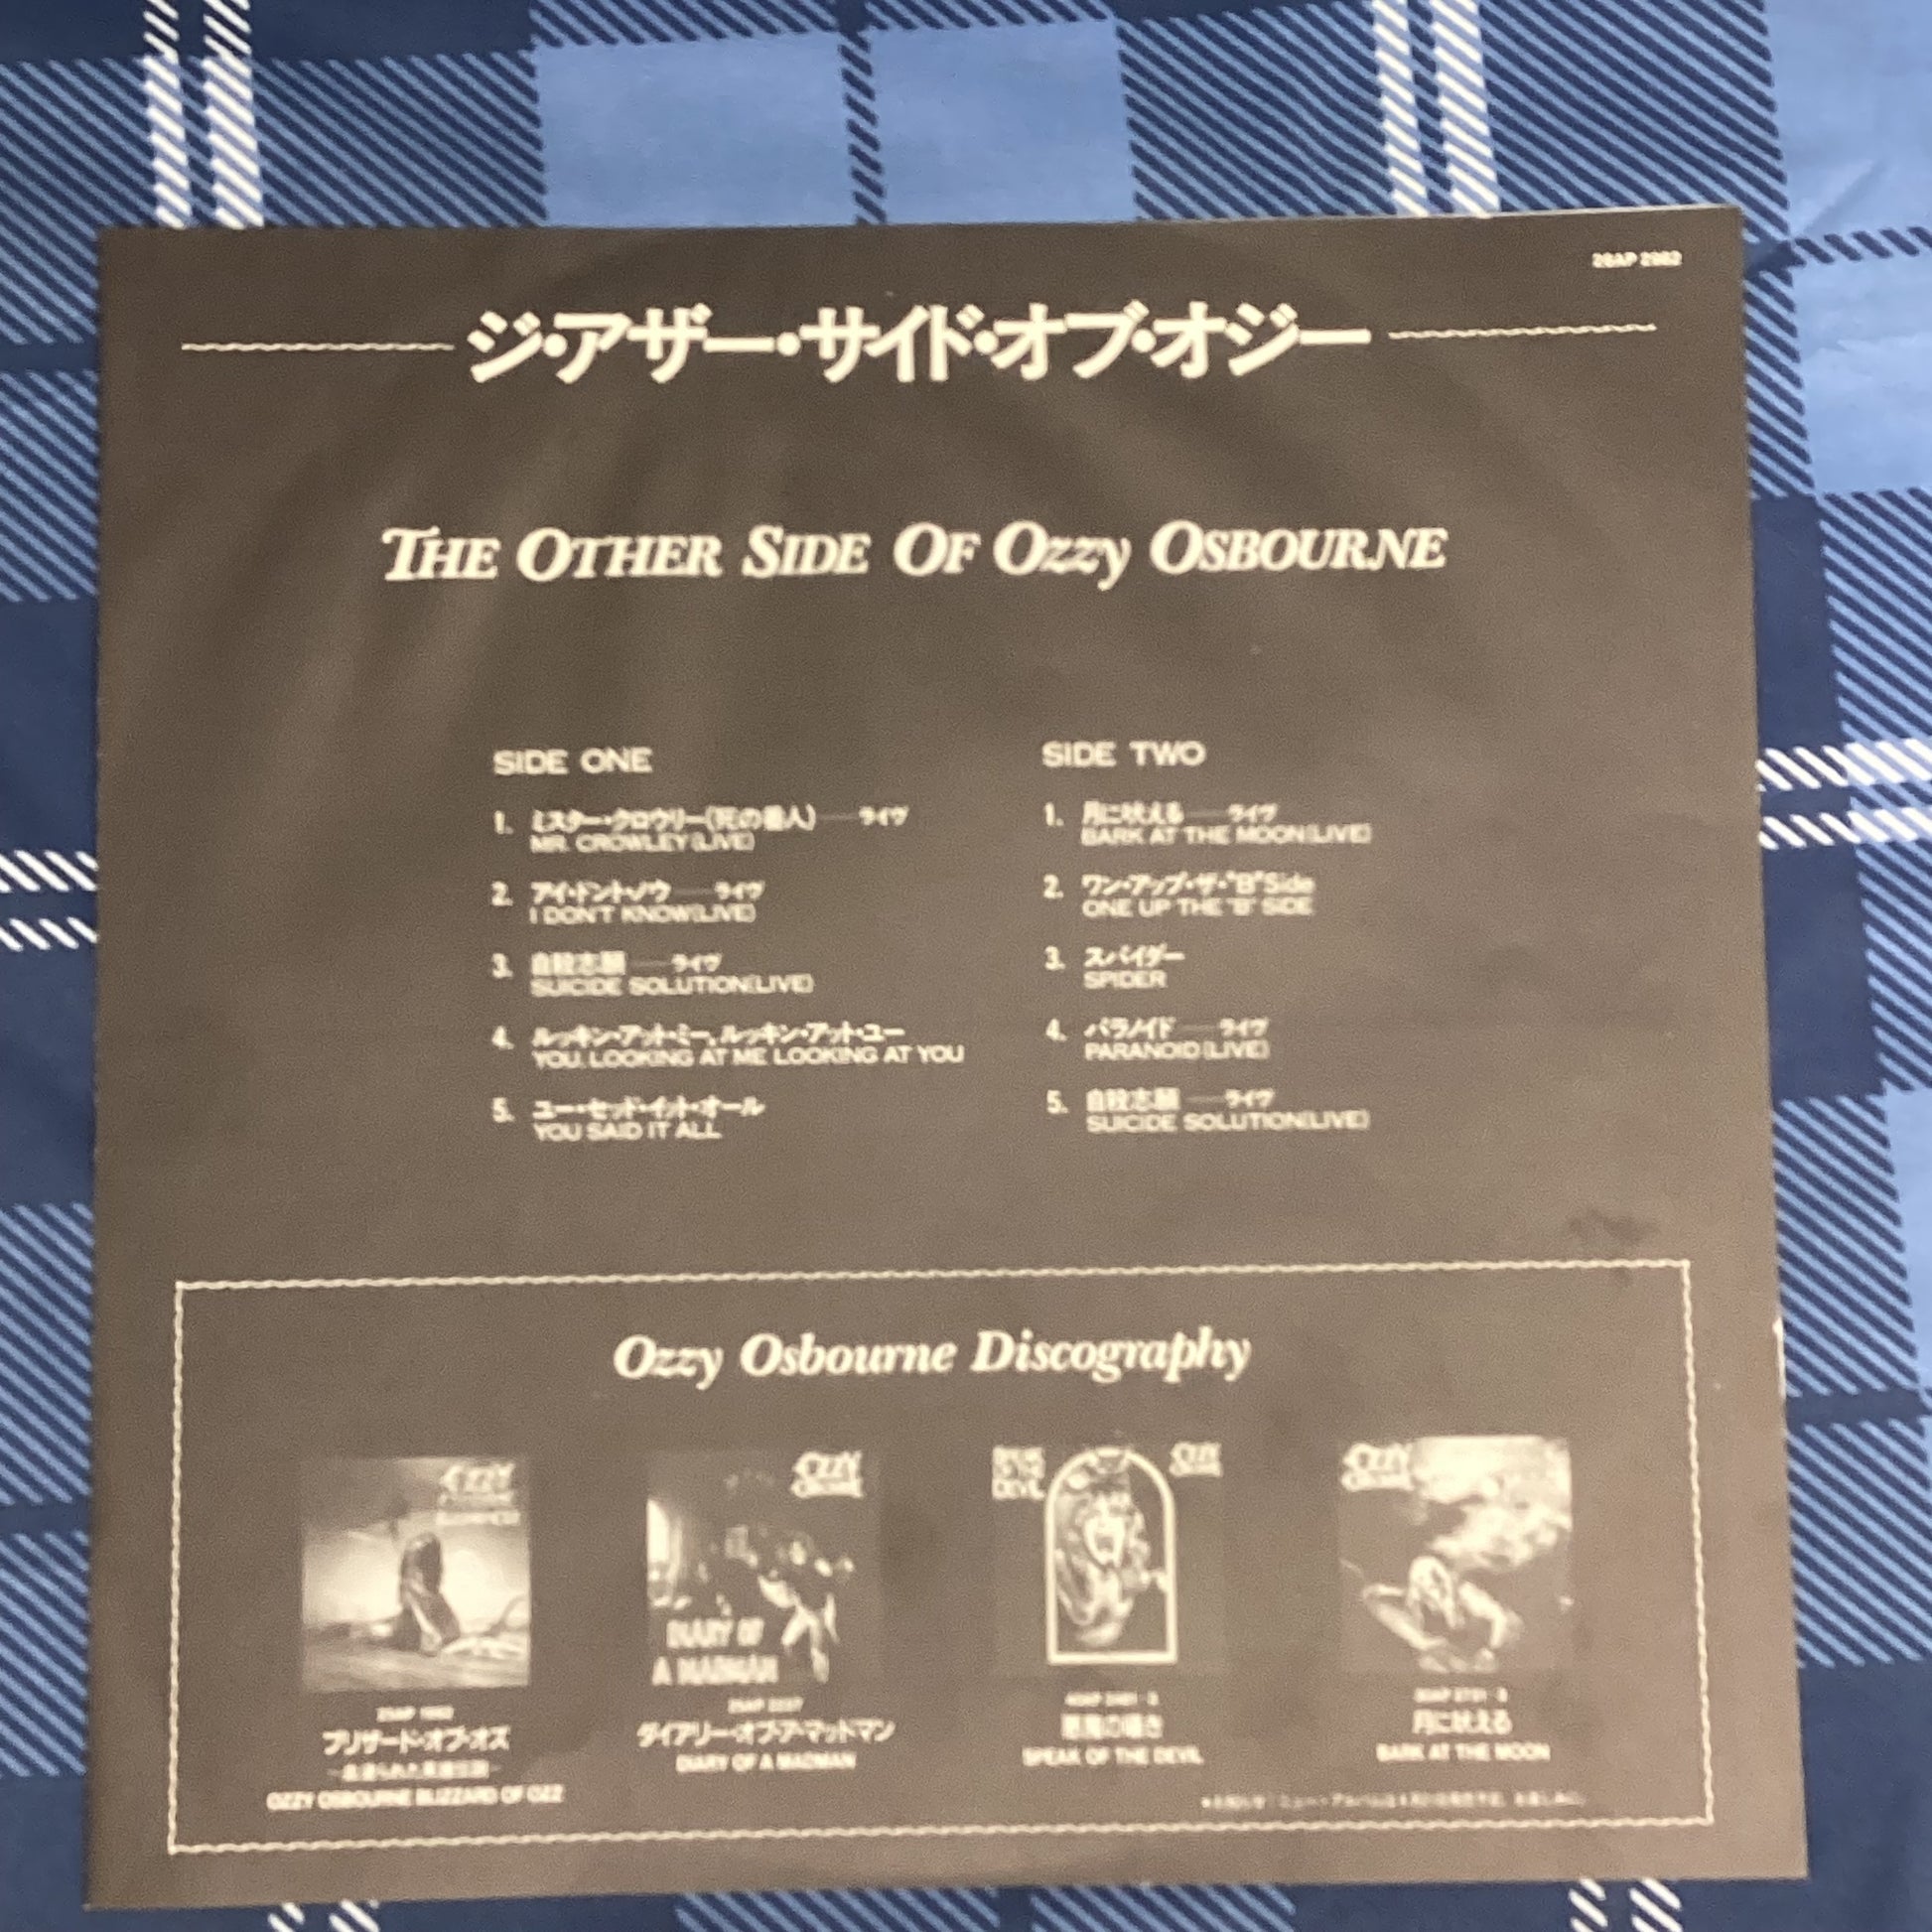 28AP 2982
ジ・アザー・サイド・オブ・オジー
THE OTHER SIDE OF Ozzy OSBOURNE
SIDE ONE
1. ミスター・クロウリー(死の番人)——ライヴ
MR. CROWLEY(LIVE)
2. アイ・ドント・ノウ——ライヴ
I DON'T KNOW(LIVE)
3. 自殺志願——ライヴ
SUICIDE SOLUTION(LIVE)
4. ルッキン・アット・ミー, ルッキン・アット・ユー
YOU, LOOKING AT ME LOOKING AT YOU
5. ユー・セッド・イット・オール
YOU SAID IT ALL
SIDE TWO
1. 月に吠える——ライヴ
BARK AT THE MOON(LIVE)
2. ワン・アップ・ザ・"B"Side
ONE UP THE "B" SIDE
3. スパイダー
SPIDER
4. パラノイド——ライヴ
PARANOID(LIVE)
5. 自殺志願——ライヴ
SUICIDE SOLUTION(LIVE)
Ozzy Osbourne Discography
OZZY
OZZY
DIARY OF
A MADMAN
DEVIL
OZZY
OZZY
ブリザード・オブ・オズ
OZZY OSBOURNE BLIZZARD OF OZZ
ダイアリー・オブ・ア・マッドマン
DIARY OF A MADMAN
悪魔の囁き
SPEAK OF THE DEVIL
月に吠える
BARK AT THE MOON